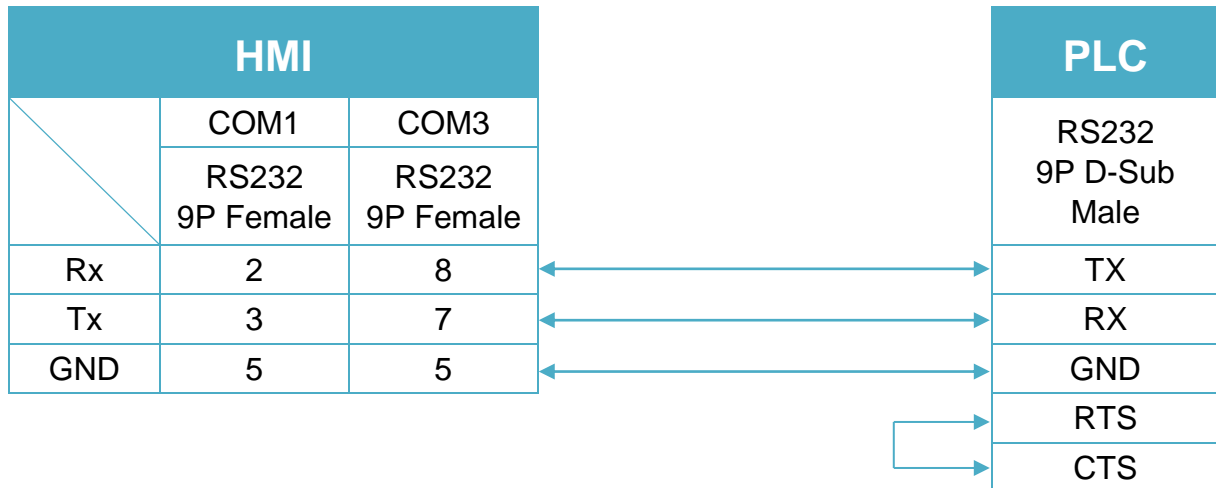 HMI
PLC
COM1
COM3
RS232
9P Female
RS232
9P Female
RS232
9P D-Sub
Male
Rx
2
8
TX
Tx
3
7
RX
GND
5
5
GND
RTS
CTS